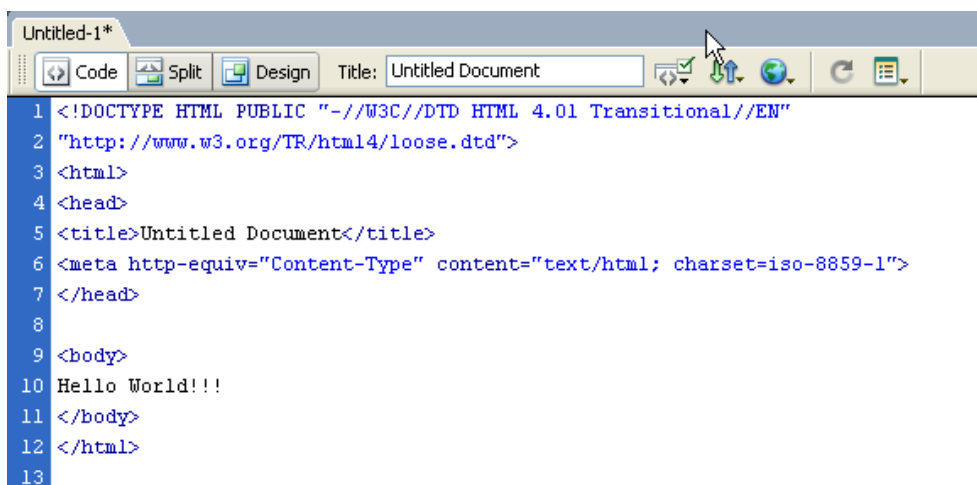 Untitled-1*
Code Split Design Title: Untitled Document
1 <!DOCTYPE HTML PUBLIC "-//W3C//DTD HTML 4.01 Transitional//EN"
2 "http://www.w3.org/TR/html4/loose.dtd">
3 <html>
4 <head>
5 <title>Untitled Document</title>
6 <meta http-equiv="Content-Type" content="text/html; charset=iso-8859-1">
7 </head>
8
9 <body>
10 Hello World!!!
11 </body>
12 </html>
13